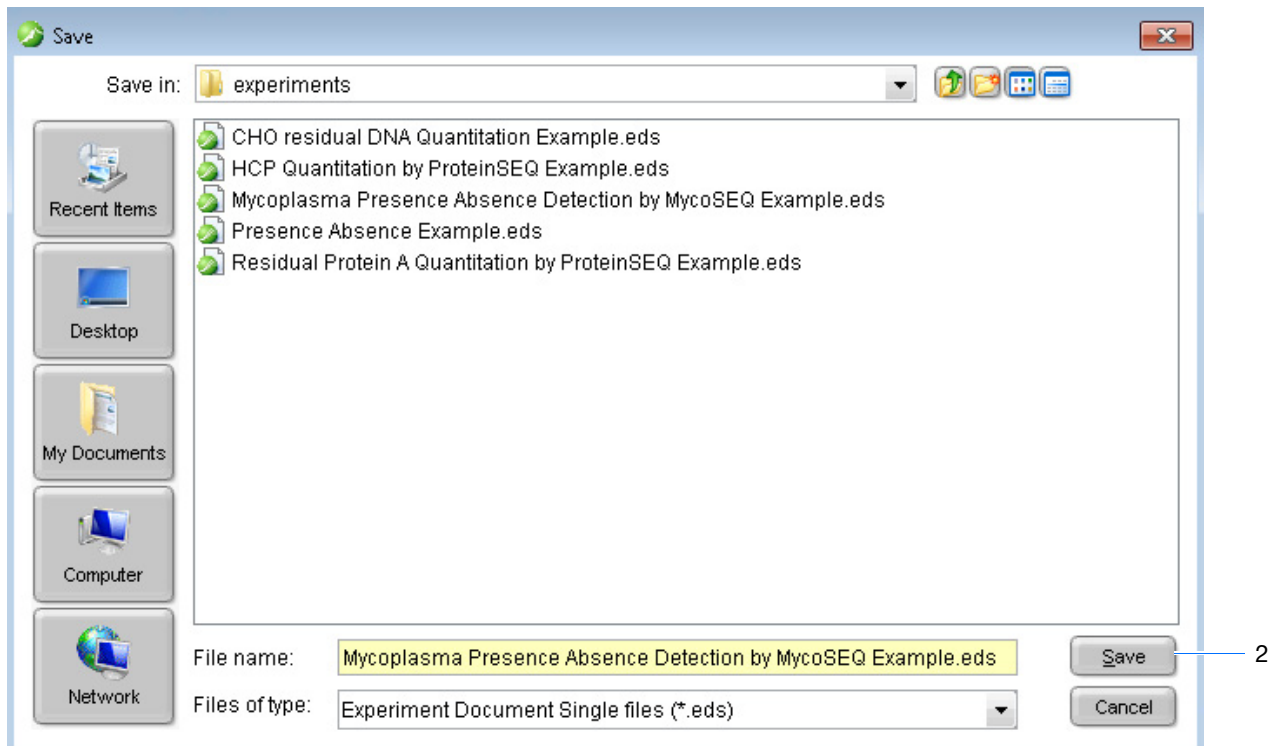 Save
Save in: experiments
CHO residual DNA Quantitation Example.eds
HCP Quantitation by ProteinSEQ Example.eds
Mycoplasma Presence Absence Detection by MycoSEQ Example.eds
Presence Absence Example.eds
Residual Protein A Quantitation by ProteinSEQ Example.eds
Recent Items
Desktop
My Documents
Computer
Network
File name: Mycoplasma Presence Absence Detection by MycoSEQ Example.eds Save 2
Files of type: Experiment Document Single files (*.eds) Cancel